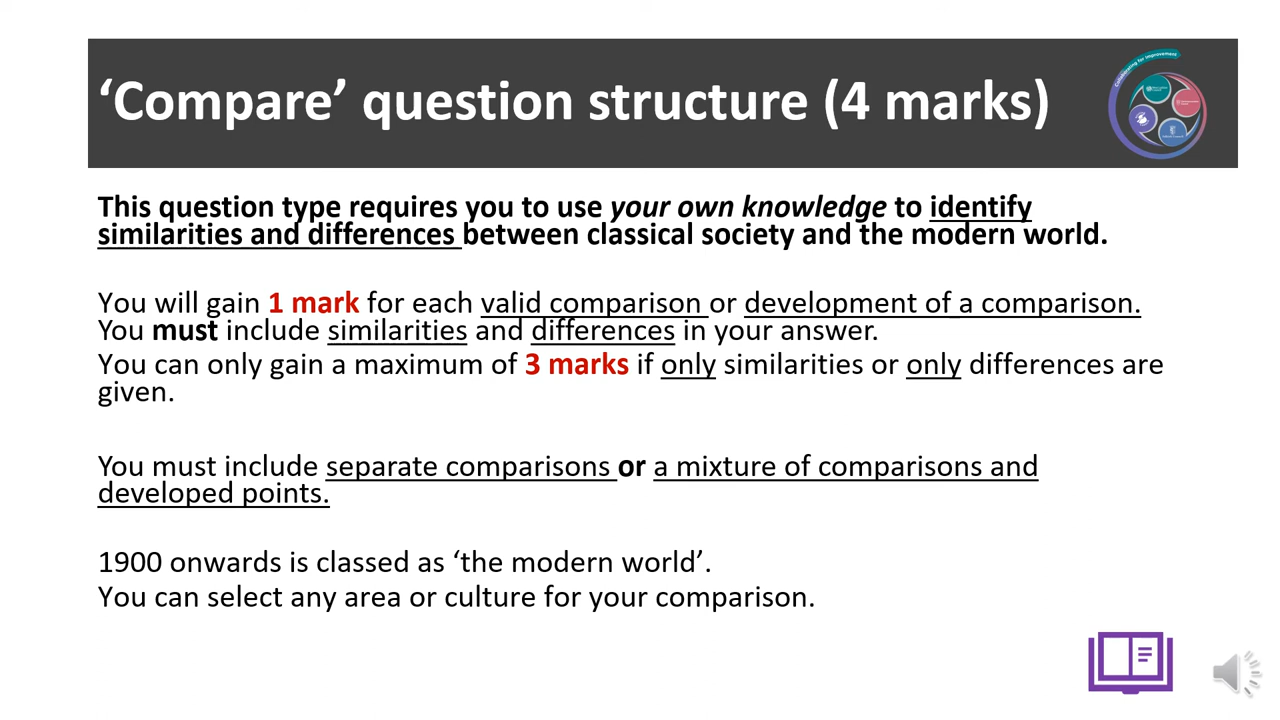 ‘Compare’ question structure (4 marks)
Collaborating for Improvement
This question type requires you to use your own knowledge to identify
similarities and differences between classical society and the modern world.
You will gain 1 mark for each valid comparison or development of a comparison.
You must include similarities and differences in your answer.
You can only gain a maximum of 3 marks if only similarities or only differences are
given.
You must include separate comparisons or a mixture of comparisons and
developed points.
1900 onwards is classed as ‘the modern world’.
You can select any area or culture for your comparison.